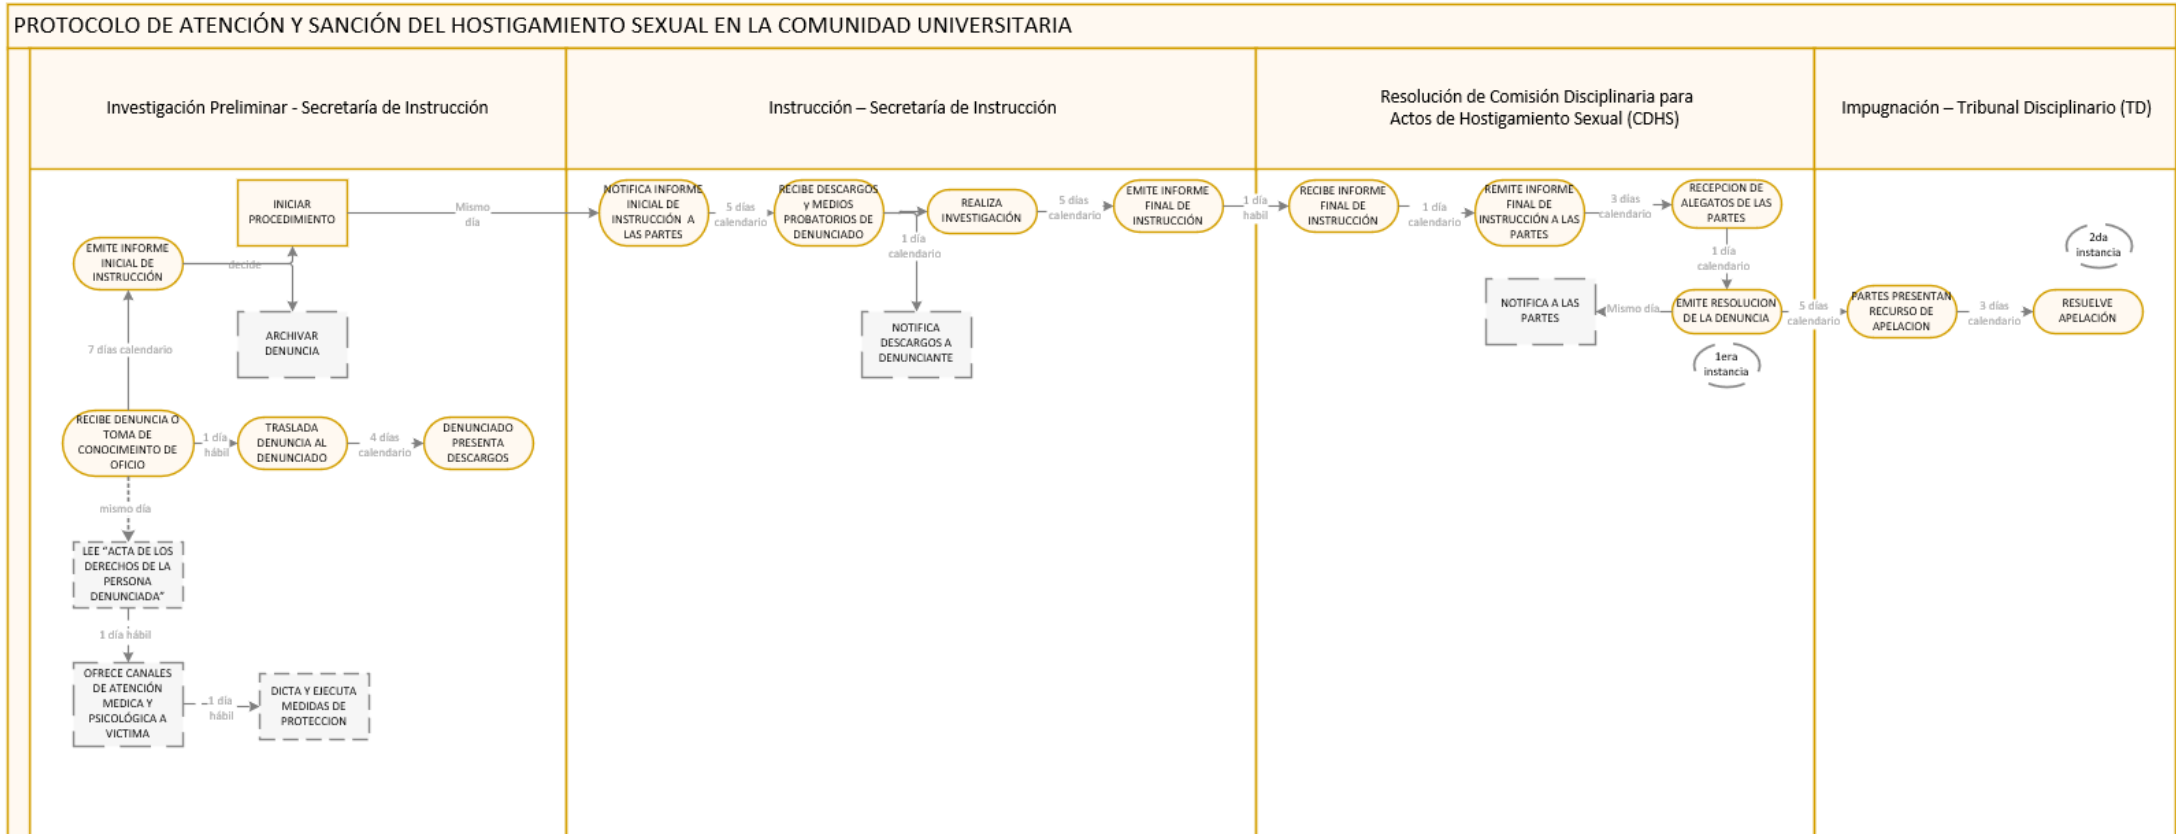 PROTOCOLO DE ATENCIÓN Y SANCIÓN DEL HOSTIGAMIENTO SEXUAL EN LA COMUNIDAD UNIVERSITARIA
Investigación Preliminar - Secretaría de Instrucción
Instrucción – Secretaría de Instrucción
Resolución de Comisión Disciplinaria para
Actos de Hostigamiento Sexual (CDHS)
Impugnación – Tribunal Disciplinario (TD)
INICIAR
PROCEDIMIENTO
Mismo
día
EMITE INFORME
INICIAL DE
INSTRUCCIÓN
decide
ARCHIVAR
DENUNCIA
7 días calendario
RECIBE DENUNCIA O
TOMA DE
CONOCIMEINTO DE
OFICIO
1 día
hábil
TRASLADA
DENUNCIA AL
DENUNCIADO
4 días
calendario
DENUNCIADO
PRESENTA
DESCARGOS
mismo día
LEE “ACTA DE LOS
DERECHOS DE LA
PERSONA
DENUNCIADA”
1 día hábil
OFRECE CANALES
DE ATENCIÓN
MEDICA Y
PSICOLÓGICA A
VICTIMA
1 día
hábil
DICTA Y EJECUTA
MEDIDAS DE
PROTECCION
NOTIFICA INFORME
INICIAL DE
INSTRUCCIÓN A
LAS PARTES
5 días
calendario
RECIBE DESCARGOS
y MEDIOS
PROBATORIOS DE
DENUNCIADO
1 día
calendario
NOTIFICA
DESCARGOS A
DENUNCIANTE
REALIZA
INVESTIGACIÓN
5 días
calendario
EMITE INFORME
FINAL DE
INSTRUCCIÓN
1 día
habil
RECIBE INFORME
FINAL DE
INSTRUCCIÓN
1 día
calendario
REMITE INFORME
FINAL DE
INSTRUCCIÓN A LAS
PARTES
3 días
calendario
RECEPCION DE
ALEGATOS DE LAS
PARTES
1 día
calendario
EMITE RESOLUCION
DE LA DENUNCIA
Mismo día
NOTIFICA A LAS
PARTES
1era
instancia
5 días
calendario
PARTES PRESENTAN
RECURSO DE
APELACION
3 días
calendario
RESUELVE
APELACIÓN
2da
instancia